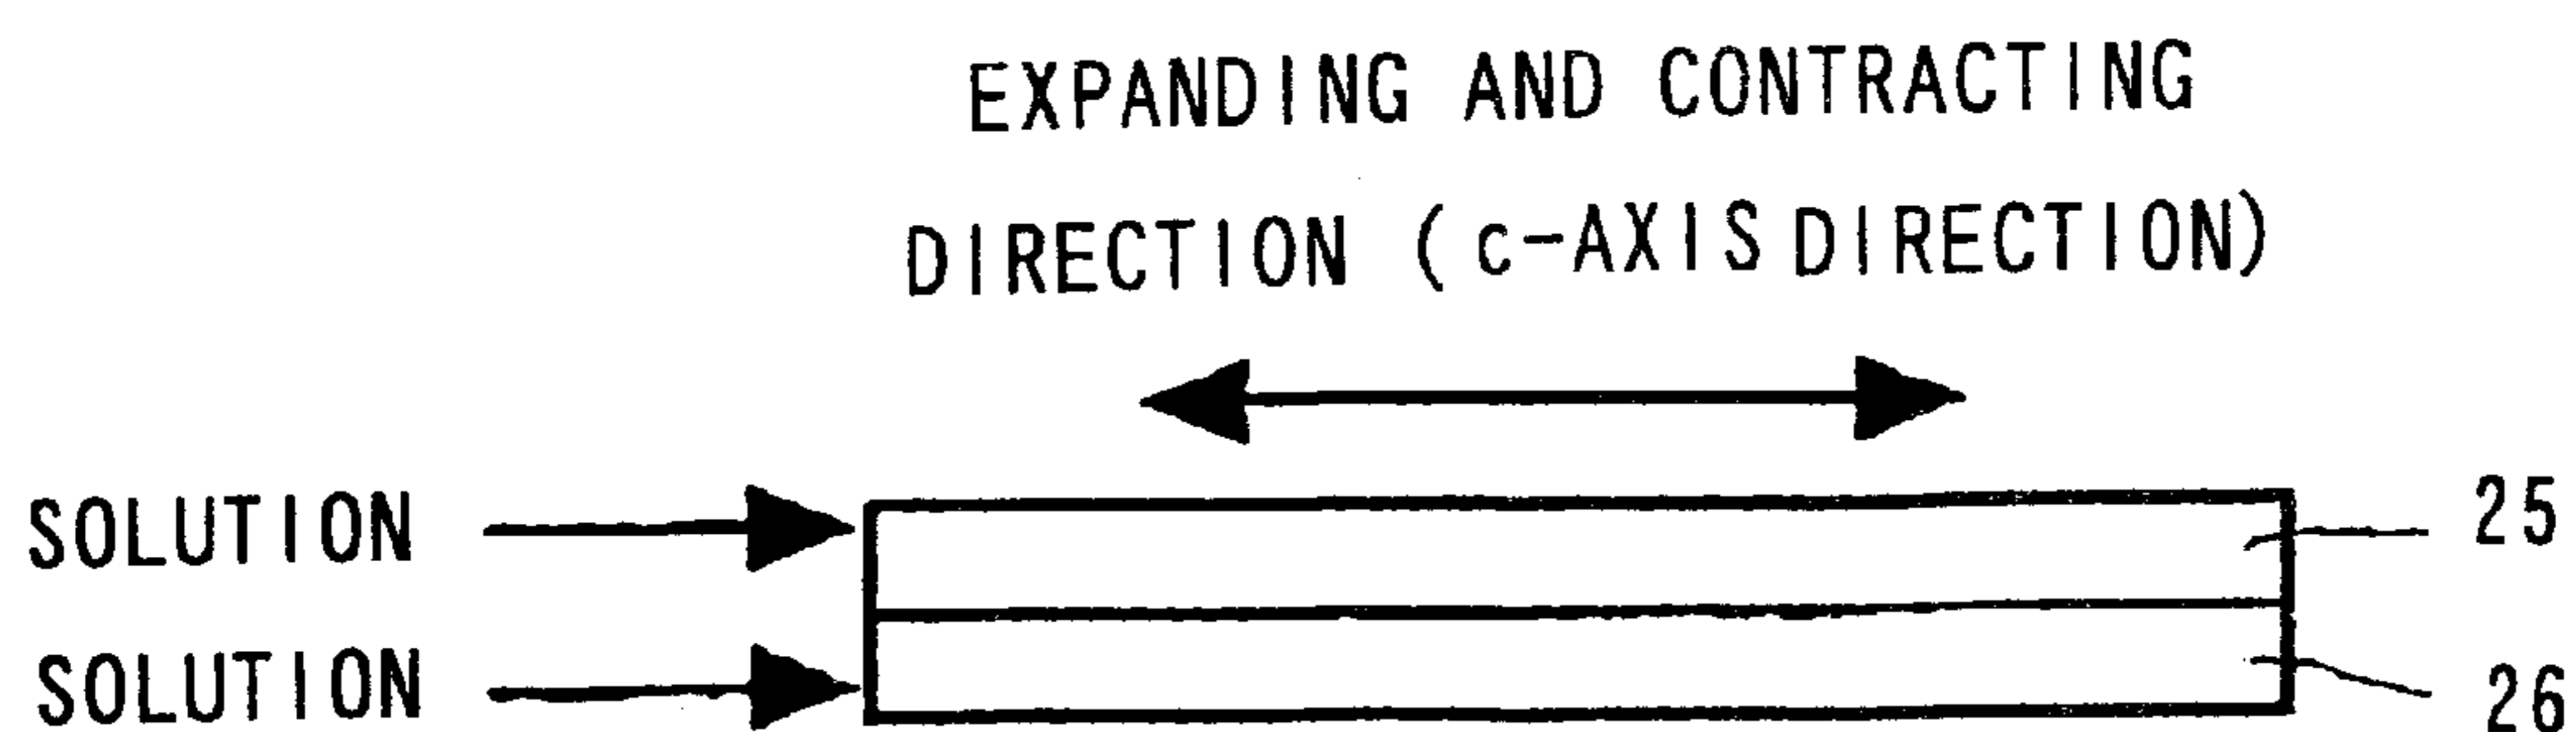 EXPANDING AND CONTRACTING
DIRECTION (c-AXIS DIRECTION)
SOLUTION
25
SOLUTION
26